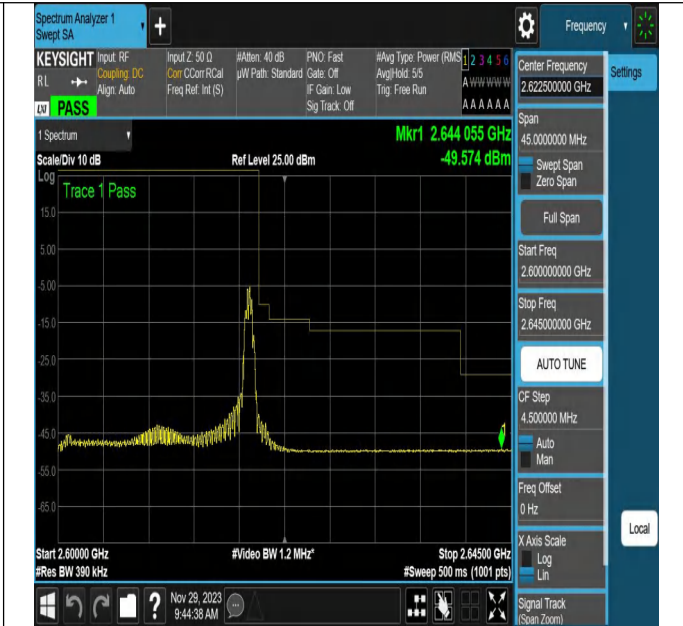 Spectrum Analyzer 1
Swept SA
+
Frequency
KEYSIGHT
Input: RF
Coupling: DC
Align: Auto
Input Z: 50 Ω
Corr CCorr RCal
Freq Ref: Int (S)
#Atten: 40 dB
µW Path: Standard
PNO: Fast
Gate: Off
IF Gain: Low
Sig Track: Off
#Avg Type: Power (RMS)
Avg|Hold: 5/5
Trig: Free Run
1 2 3 4 5 6
A W W W W W
A A A A A A
R L
LXI
PASS
1 Spectrum
Scale/Div 10 dB
Ref Level 25.00 dBm
Mkr1 2.644 055 GHz
-49.574 dBm
Log
Trace 1 Pass
15.0
5.00
-5.00
-15.0
-25.0
-35.0
-45.0
-55.0
-65.0
1
Start 2.60000 GHz
#Video BW 1.2 MHz*
Stop 2.64500 GHz
#Res BW 390 kHz
#Sweep 500 ms (1001 pts)
Nov 29, 2023
9:44:38 AM
?
Center Frequency
2.622500000 GHz
Settings
Span
45.0000000 MHz
Swept Span
Zero Span
Full Span
Start Freq
2.600000000 GHz
Stop Freq
2.645000000 GHz
AUTO TUNE
CF Step
4.500000 MHz
Auto
Man
Freq Offset
0 Hz
X Axis Scale
Log
Lin
Local
Signal Track
(Span Zoom)